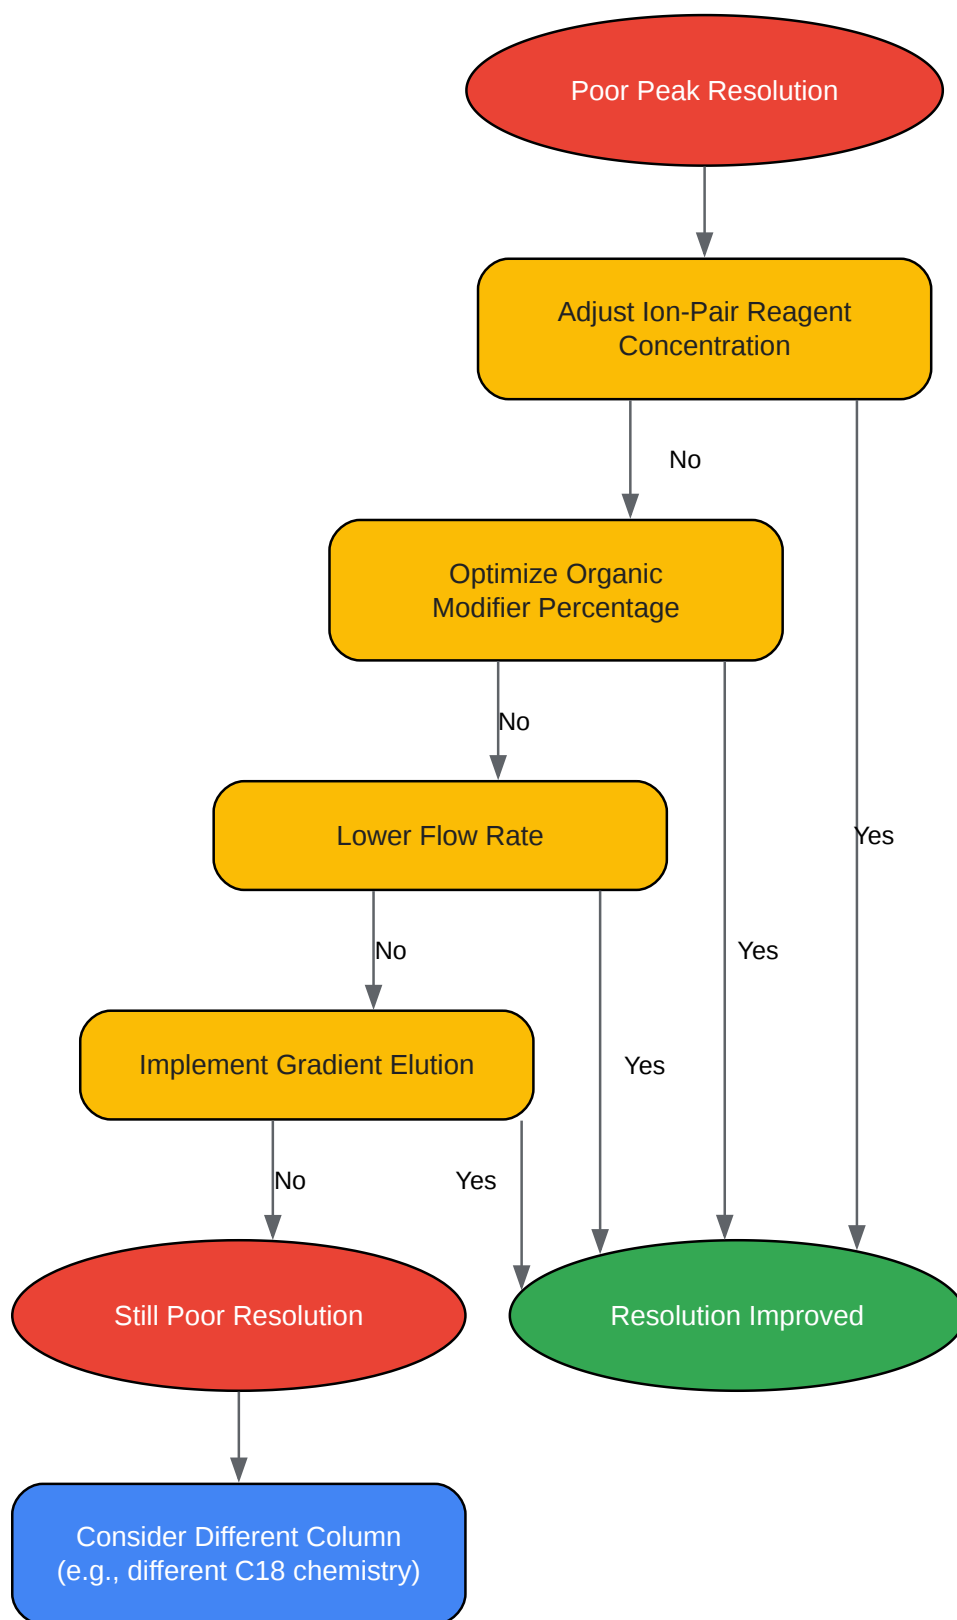 Poor Peak Resolution
Adjust Ion-Pair Reagent
Concentration
No
Optimize Organic
Modifier Percentage
No
Lower Flow Rate
Yes
No
Yes
Implement Gradient Elution
Yes
No
Yes
Still Poor Resolution
Resolution Improved
Consider Different Column
(e.g., different C18 chemistry)